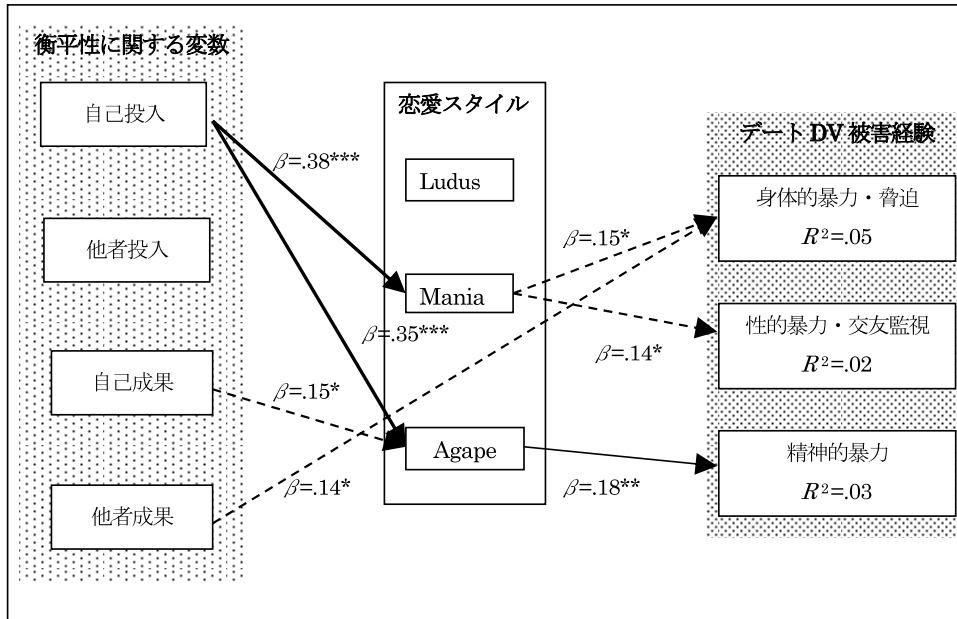 衡平性に関する変数
自己投入
他者投入
自己成果
他者成果
β=.38***
β=.35***
β=.15*
β=.14*
恋愛スタイル
Ludus
Mania
Agape
β=.15*
β=.14*
β=.18**
デート DV 被害経験
身体的暴力・脅迫
R²=.05
性的暴力・交友監視
R²=.02
精神的暴力
R²=.03